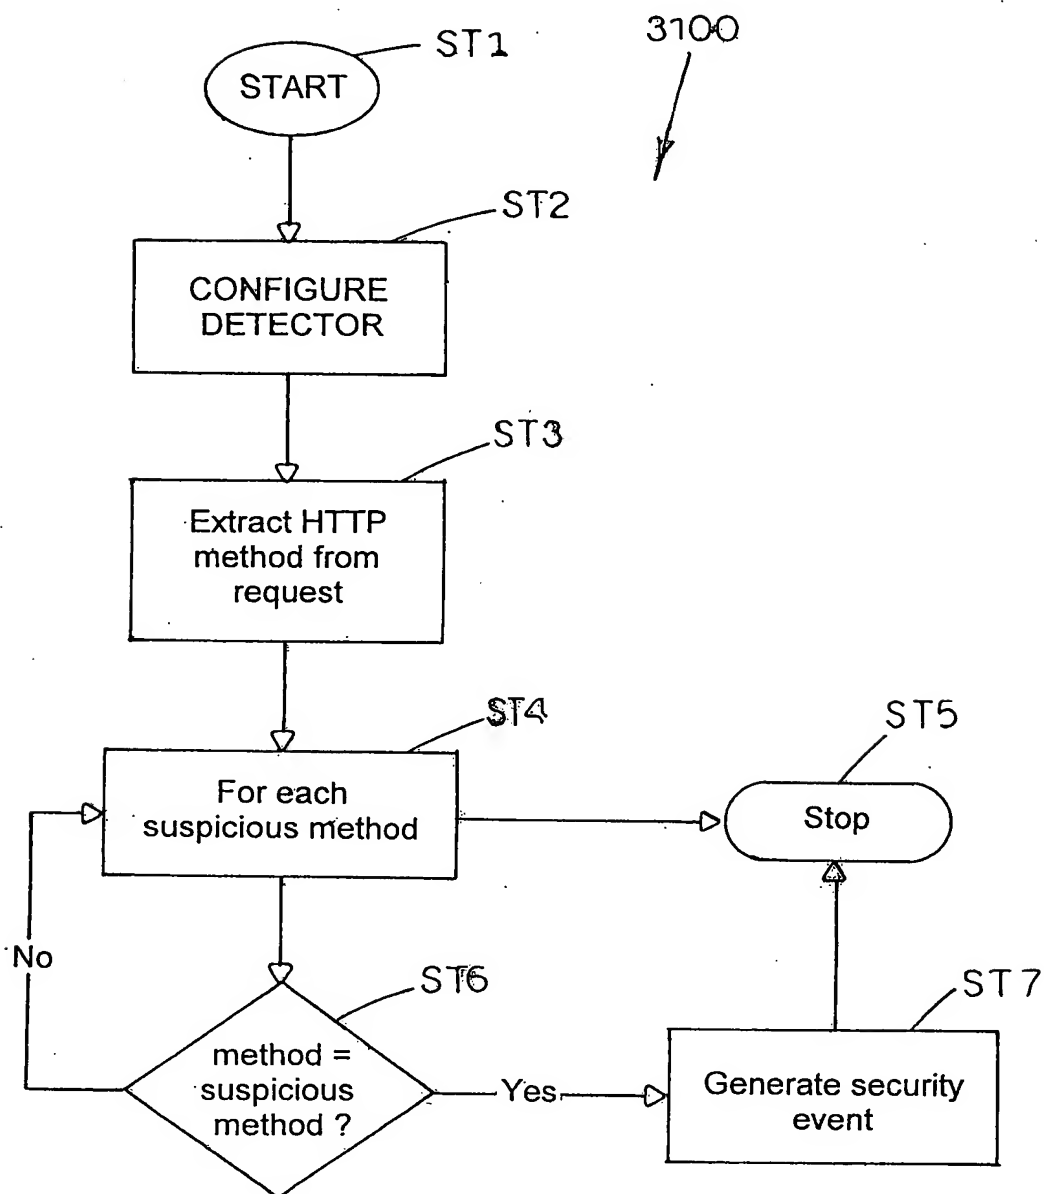 ST1
3100
START
ST2
CONFIGURE
DETECTOR
ST3
Extract HTTP
method from
request
ST4
For each
suspicious method
ST5
Stop
No
ST6
method =
suspicious
method ?
Yes
ST7
Generate security
event